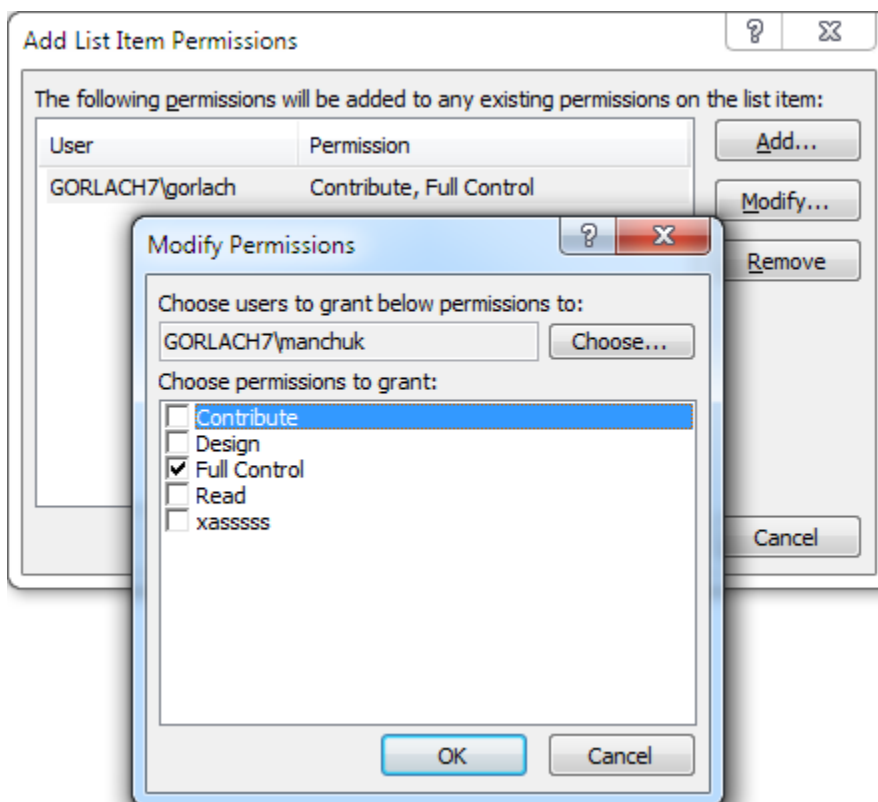 Add List Item Permissions
The following permissions will be added to any existing permissions on the list item:
User Permission
Add...
GORLACH7\gorlach Contribute, Full Control
Modify...
Remove
Modify Permissions
Choose users to grant below permissions to:
GORLACH7\manchuk Choose...
Choose permissions to grant:
Contribute
Design
Full Control
Read
xasssss
Cancel
OK Cancel